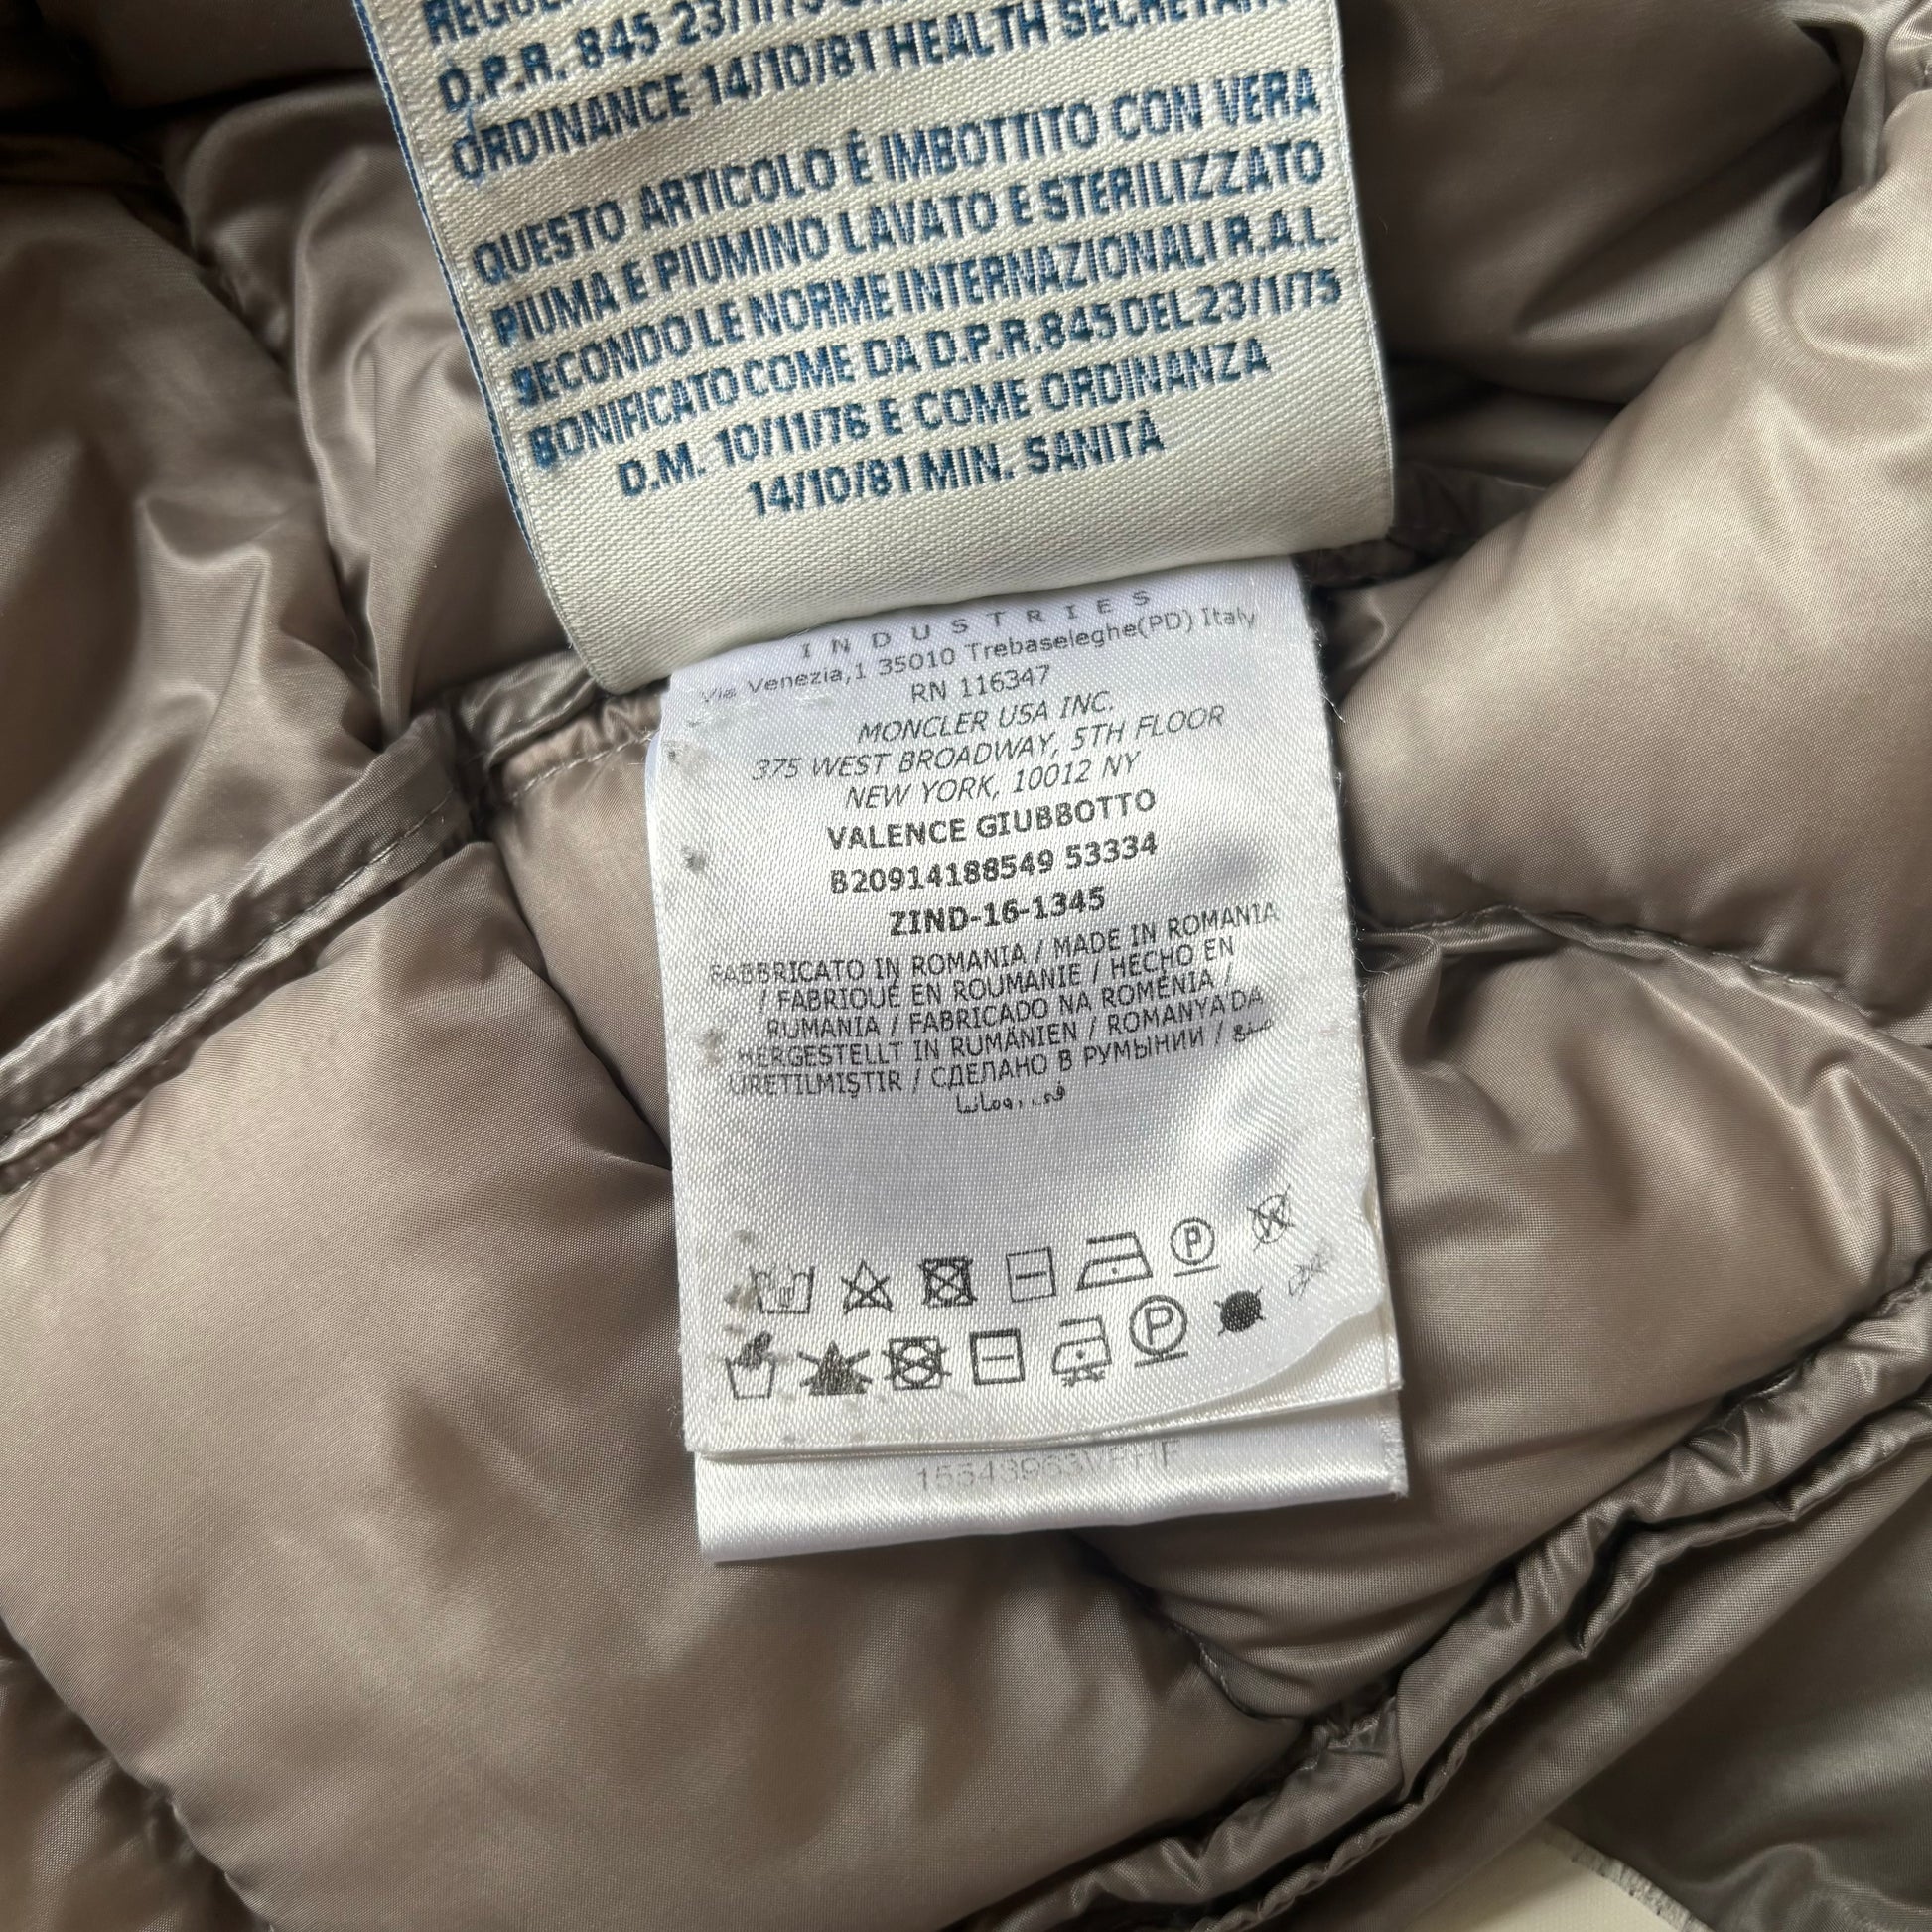 D.P.R. 845 23/1/75
ORDINANCE 14/10/81 HEALTH
QUESTO ARTICOLO É IMBOTTITO CON VERA
PIUMA E PIUMINO LAVATO E STERILIZZATO
SECONDO LE NORME INTERNAZIONALI R.A.L.
BONIFICATO COME DA D.P.R.845 DEL 23/1/75
D.M. 10/11/76 E COME ORDINANZA
14/10/81 MIN. SANITÀ
INDUSTRIES
Via Venezia,1 35010 Trebaseleghe(PD) Italy
RN 116347
MONCLER USA INC.
375 WEST BROADWAY, 5TH FLOOR
NEW YORK, 10012 NY
VALENCE GIUBBOTTO
B20914188549 53334
ZIND-16-1345
FABBRICATO IN ROMANIA / MADE IN ROMANIA
/ FABRIQUÉ EN ROUMANIE / HECHO EN
RUMANIA / FABRICADO NA ROMÉNIA /
HERGESTELLT IN RUMÄNIEN / ROMANYA DA
ÜRETILMIŞTIR / СДЕЛАНО В РУМЫНИИ / صنع
في رومانيا
P
P